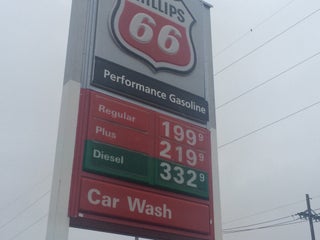 PHILLIPS
66
Performance Gasoline
Regular 199 9
Plus 219 9
Diesel 332 9
Car Wash